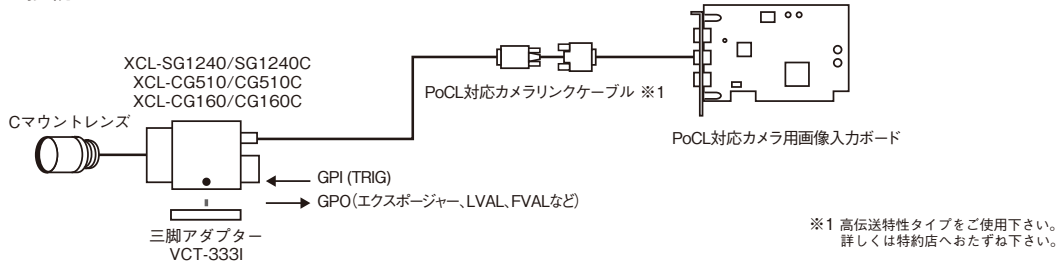 XCL-SG1240/SG1240C
XCL-CG510/CG510C
XCL-CG160/CG160C
Cマウントレンズ
PoCL対応カメラリンクケーブル ※1
PoCL対応カメラ用画像入力ボード
GPI (TRIG)
GPO(エクスポージャー、LVAL、FVALなど)
三脚アダプター
VCT-333I
※1 高伝送特性タイプをご使用下さい。
詳しくは特約店へおたずね下さい。